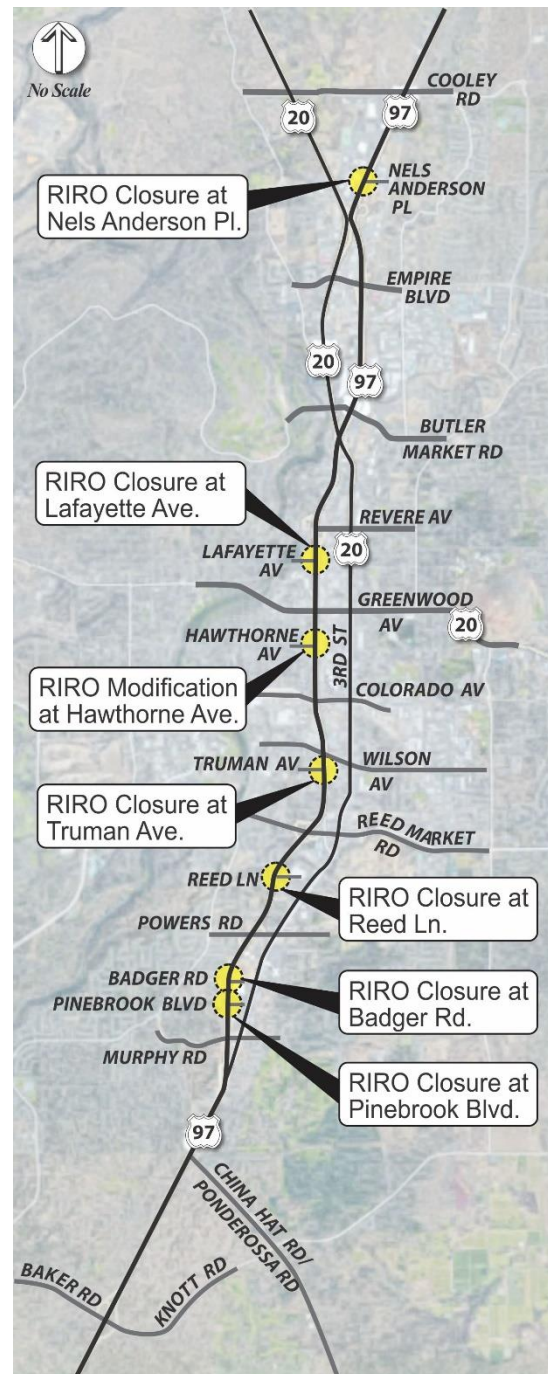 No Scale
COOLEY
RD
20
97
NELS
ANDERSON
PL
RIRO Closure at
Nels Anderson Pl.
EMPIRE
BLVD
20
97
BUTLER
MARKET RD
RIRO Closure at
Lafayette Ave.
REVERE AV
LAFAYETTE
AV
20
GREENWOOD
AV
20
HAWTHORNE
AV
3RD ST
RIRO Modification
at Hawthorne Ave.
COLORADO AV
TRUMAN AV
WILSON
AV
RIRO Closure at
Truman Ave.
REED MARKET
RD
REED LN
RIRO Closure at
Reed Ln.
POWERS RD
BADGER RD
RIRO Closure at
Badger Rd.
PINEBROOK BLVD
MURPHY RD
RIRO Closure at
Pinebrook Blvd.
97
CHINA HAT RD/
PONDEROSSA RD
BAKER RD
KNOTT RD